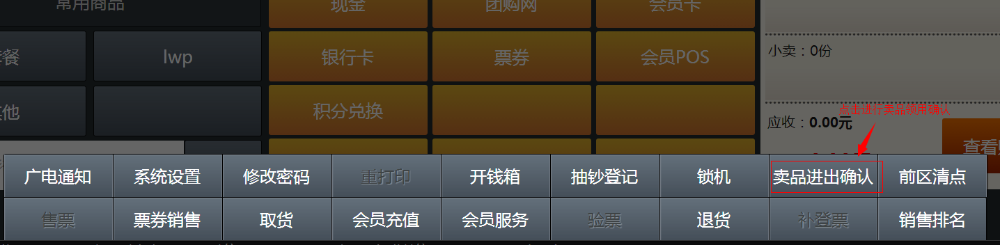 常用商品 现金 团购网 会员卡
餐 lwp 银行卡 票券 会员POS 小卖：0份
其他 积分兑换 点击进行卖品领用确认
应收：0.00元
查看
广电通知 系统设置 修改密码 重打印 开钱箱 抽钞登记 锁机 卖品进出确认 前区清点
售票 票券销售 取货 会员充值 会员服务 验票 退货 补登票 销售排名